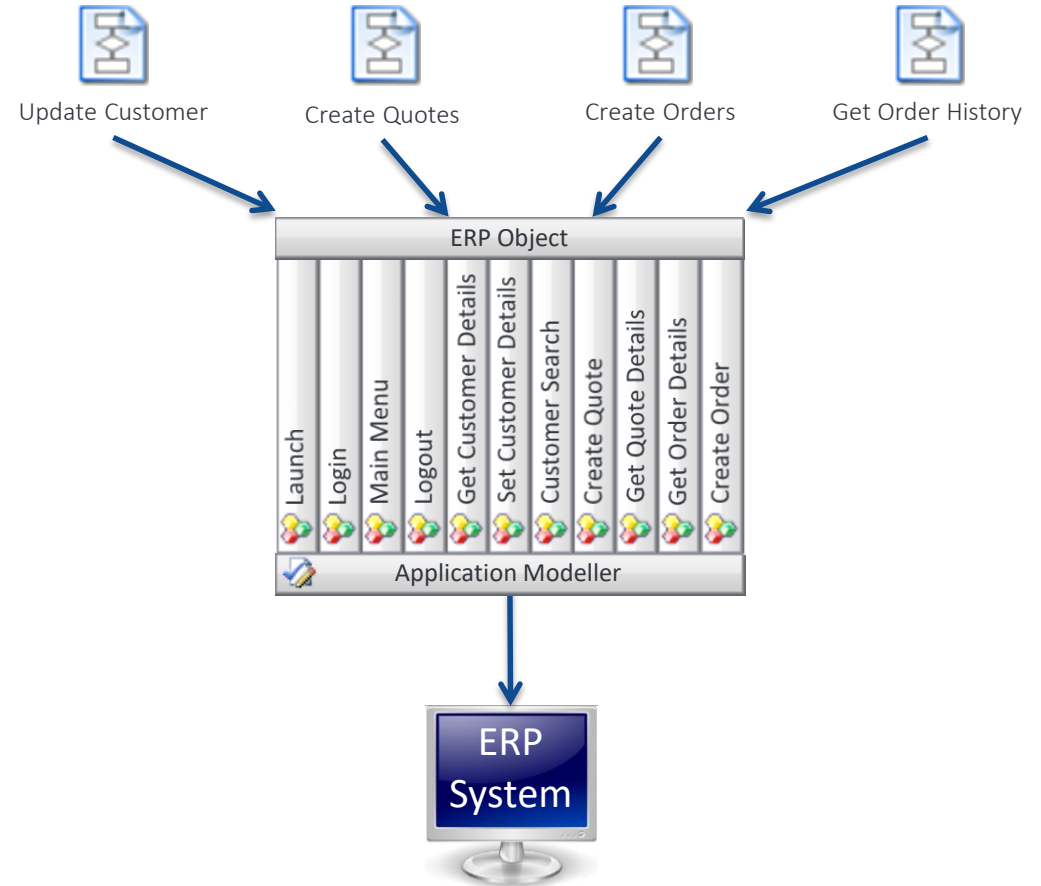 Update Customer
Create Quotes
Create Orders
Get Order History
ERP Object
Launch
Login
Main Menu
Logout
Get Customer Details
Set Customer Details
Customer Search
Create Quote
Get Quote Details
Get Order Details
Create Order
Application Modeller
ERP
System